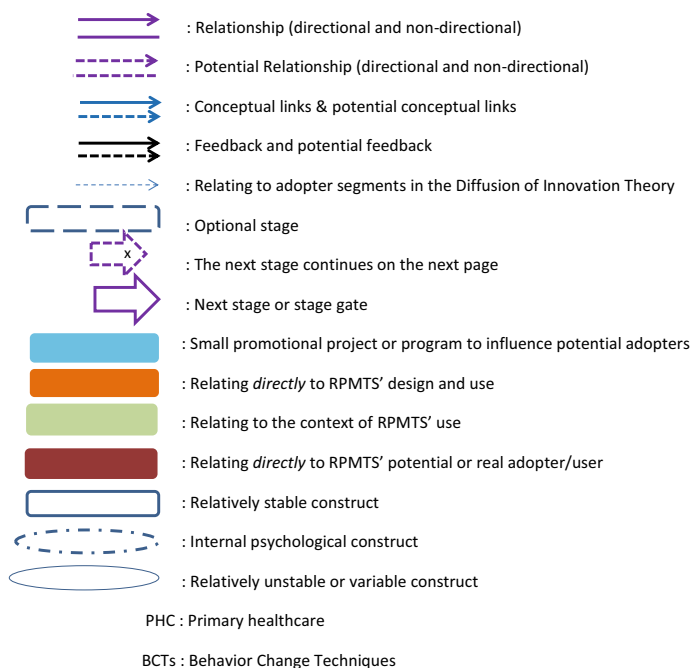 : Relationship (directional and non-directional)
: Potential Relationship (directional and non-directional)
: Conceptual links & potential conceptual links
: Feedback and potential feedback
: Relating to adopter segments in the Diffusion of Innovation Theory
: Optional stage
x
: The next stage continues on the next page
: Next stage or stage gate
: Small promotional project or program to influence potential adopters
: Relating directly to RPMTS’ design and use
: Relating to the context of RPMTS’ use
: Relating directly to RPMTS’ potential or real adopter/user
: Relatively stable construct
: Internal psychological construct
: Relatively unstable or variable construct
PHC : Primary healthcare
BCTs : Behavior Change Techniques